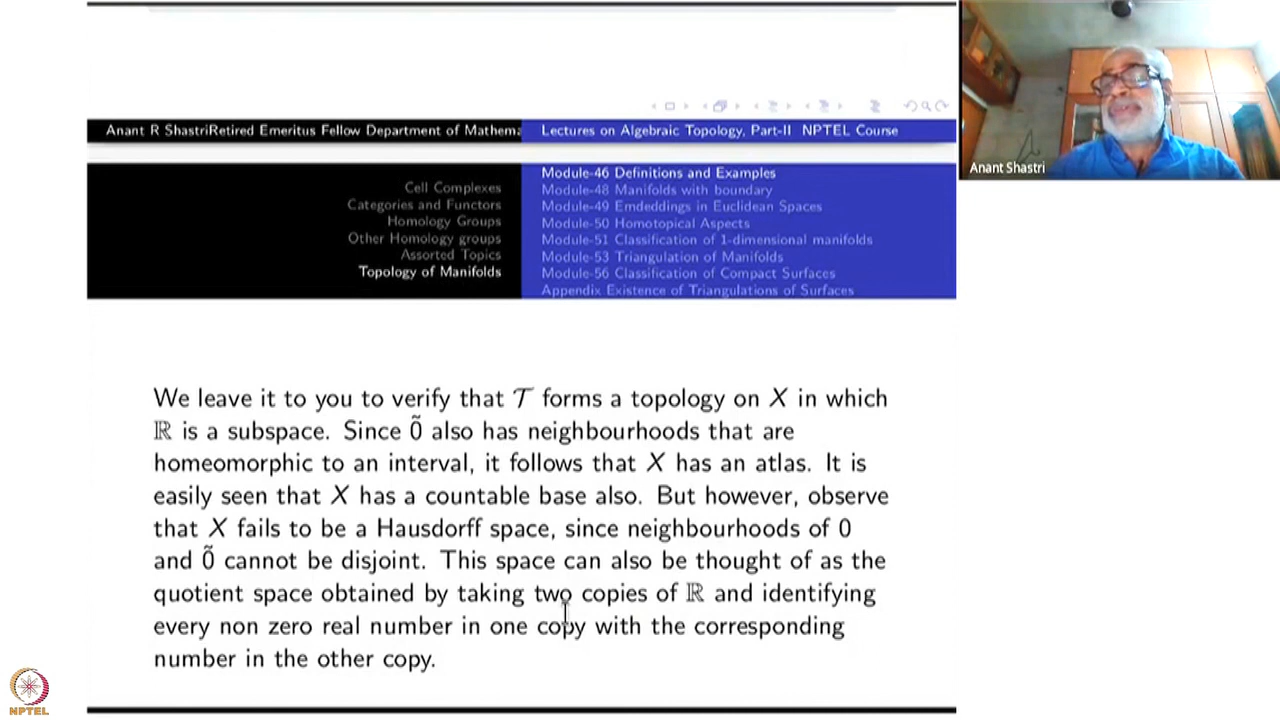 Anant R ShastriRetired Emeritus Fellow Department of Mathema
Lectures on Algebraic Topology, Part-II NPTEL Course
Anant Shastri
Cell Complexes
Categories and Functors
Homology Groups
Other Homology groups
Assorted Topics
Topology of Manifolds
Module-46 Definitions and Examples
Module-48 Manifolds with boundary
Module-49 Emdeddings in Euclidean Spaces
Module-50 Homotopical Aspects
Module-51 Classification of 1-dimensional manifolds
Module-53 Triangulation of Manifolds
Module-56 Classification of Compact Surfaces
Appendix Existence of Triangulations of Surfaces
We leave it to you to verify that 𝒯 forms a topology on X in which
ℝ is a subspace. Since 0̃ also has neighbourhoods that are
homeomorphic to an interval, it follows that X has an atlas. It is
easily seen that X has a countable base also. But however, observe
that X fails to be a Hausdorff space, since neighbourhoods of 0
and 0̃ cannot be disjoint. This space can also be thought of as the
quotient space obtained by taking two copies of ℝ and identifying
every non zero real number in one copy with the corresponding
number in the other copy.
NPTEL